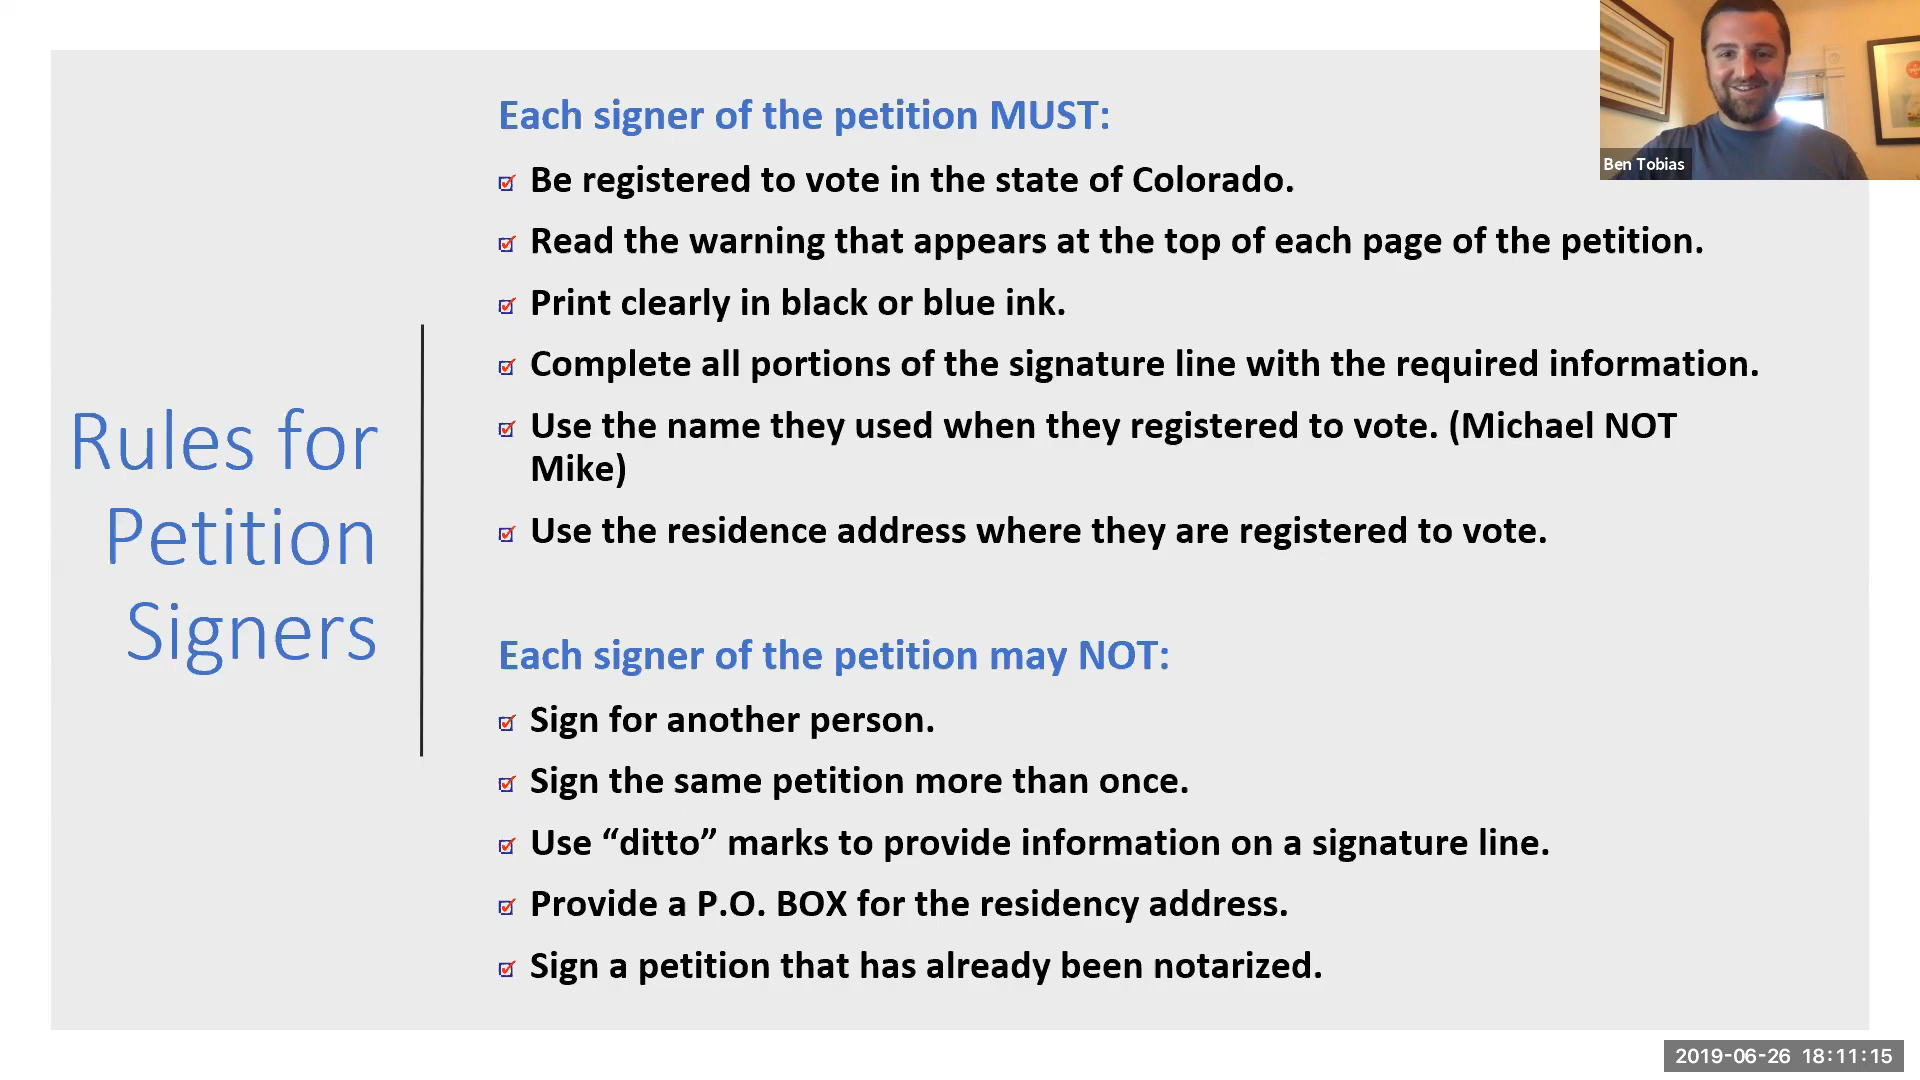 Rules for
Petition
Signers
Each signer of the petition MUST:
Be registered to vote in the state of Colorado.
Read the warning that appears at the top of each page of the petition.
Print clearly in black or blue ink.
Complete all portions of the signature line with the required information.
Use the name they used when they registered to vote. (Michael NOT
Mike)
Use the residence address where they are registered to vote.
Each signer of the petition may NOT:
Sign for another person.
Sign the same petition more than once.
Use “ditto” marks to provide information on a signature line.
Provide a P.O. BOX for the residency address.
Sign a petition that has already been notarized.
Ben Tobias
2019-06-26 18:11:15